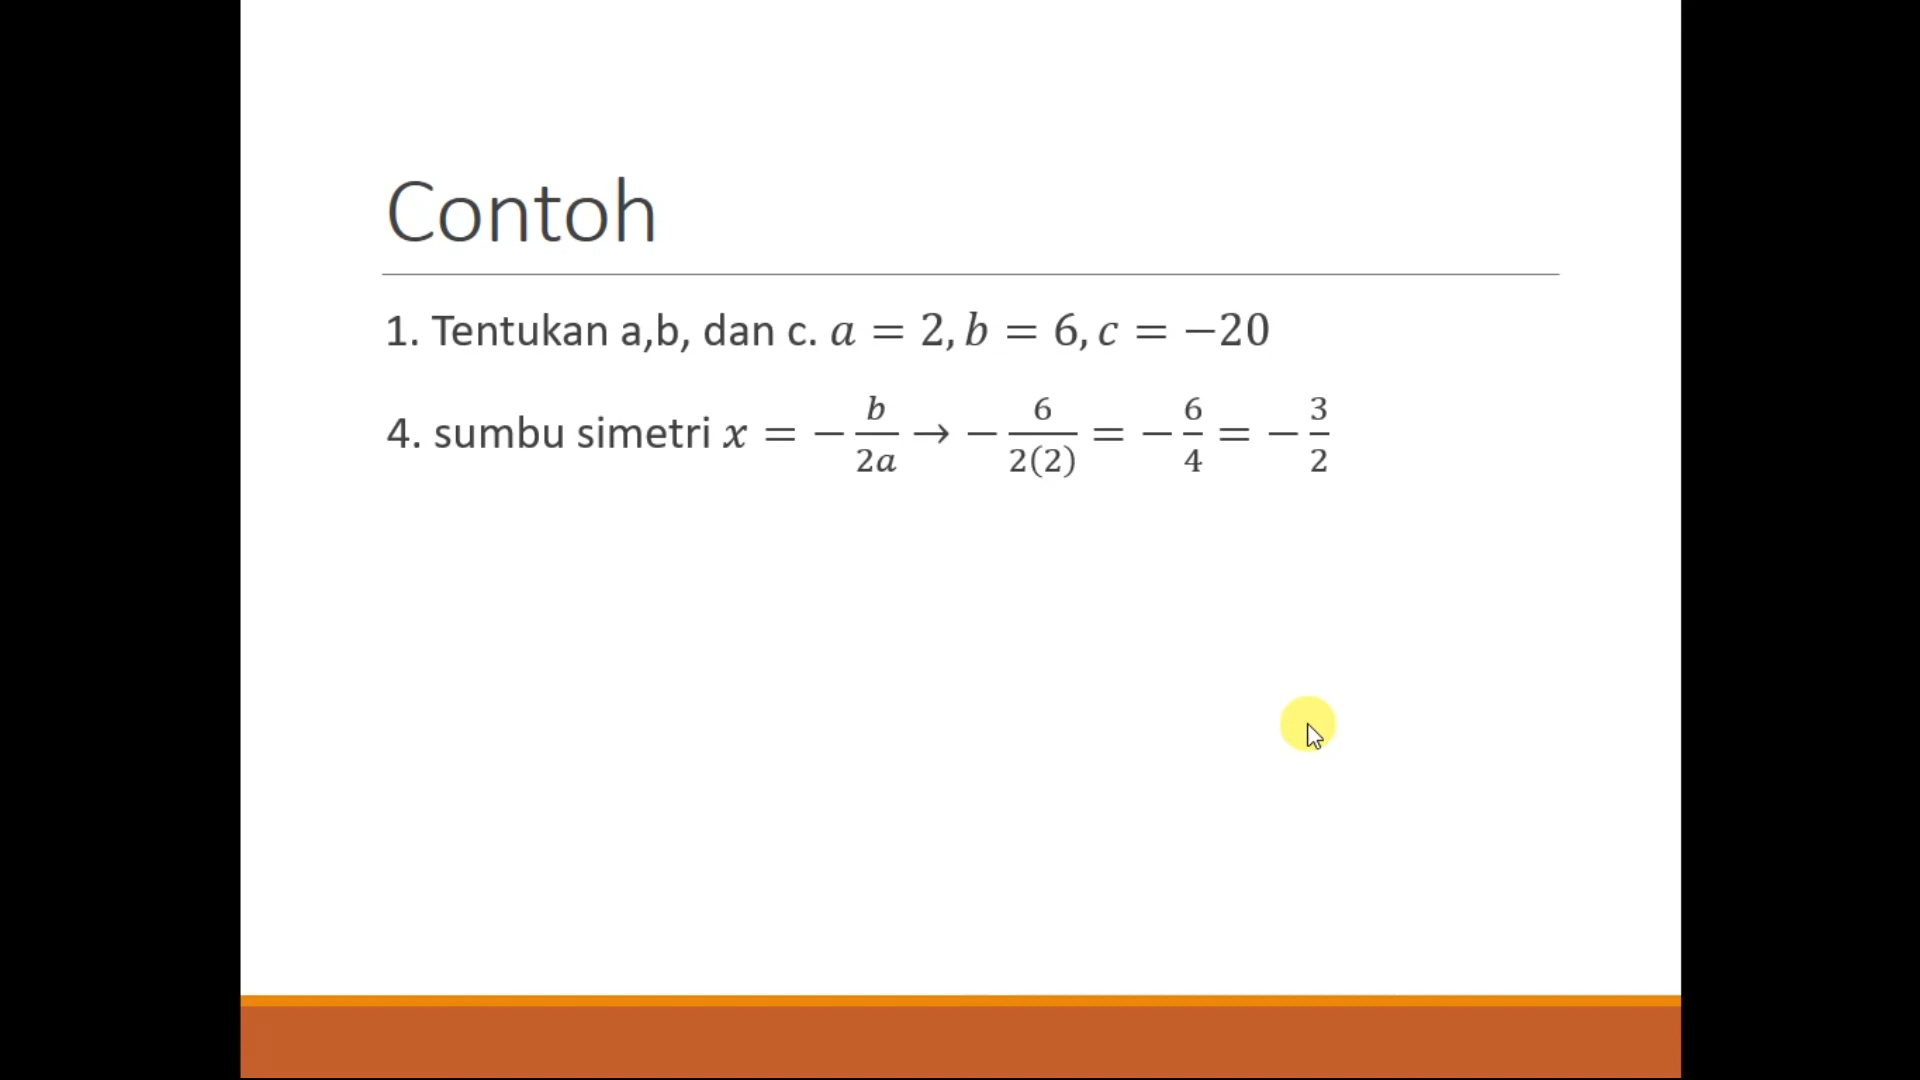 Contoh
1. Tentukan a,b, dan c. a = 2, b = 6, c = −20
4. sumbu simetri x = −b/2a → −6/2(2) = −6/4 = −3/2